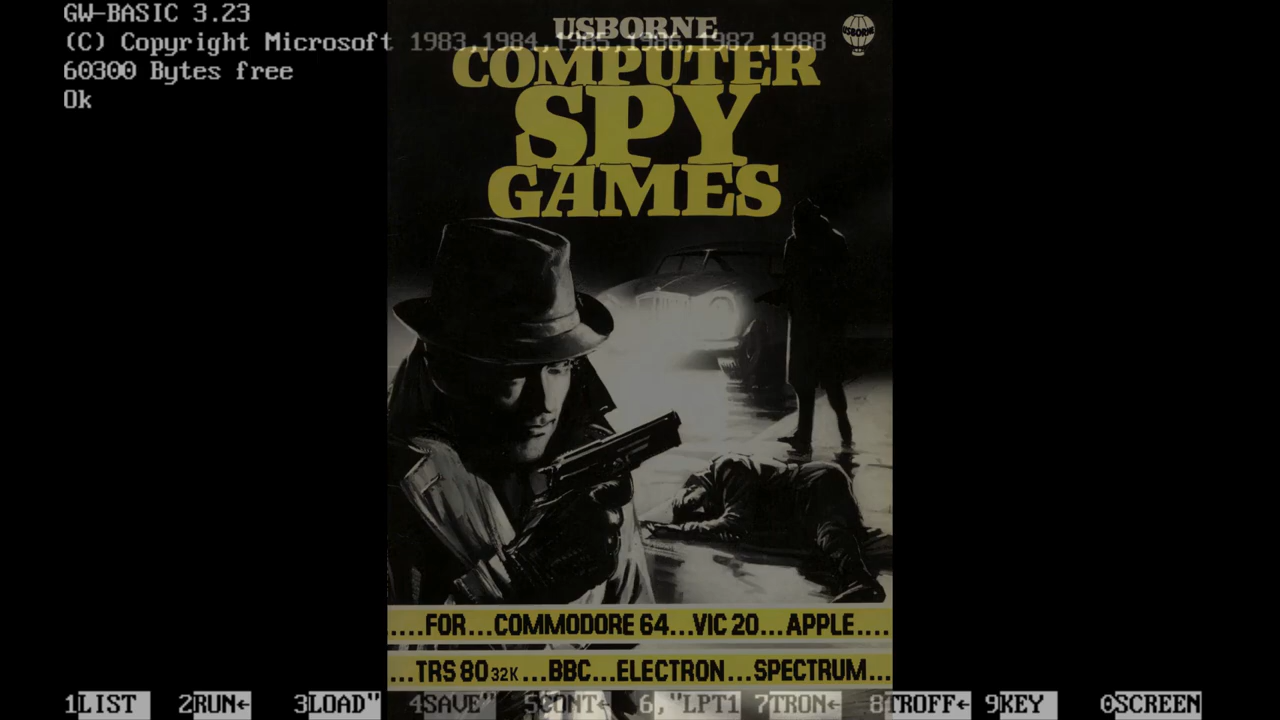 GW-BASIC 3.23
(C) Copyright Microsoft 1983,1984,1985,1986,1987,1988
60300 Bytes free
Ok
USBORNE
USBORNE
COMPUTER
SPY
GAMES
....FOR...COMMODORE 64...VIC 20...APPLE....
...TRS 80 32K...BBC...ELECTRON...SPECTRUM...
1LIST 2RUN← 3LOAD" 4SAVE" 5CONT← 6,"LPT1 7TRON← 8TROFF← 9KEY 0SCREEN